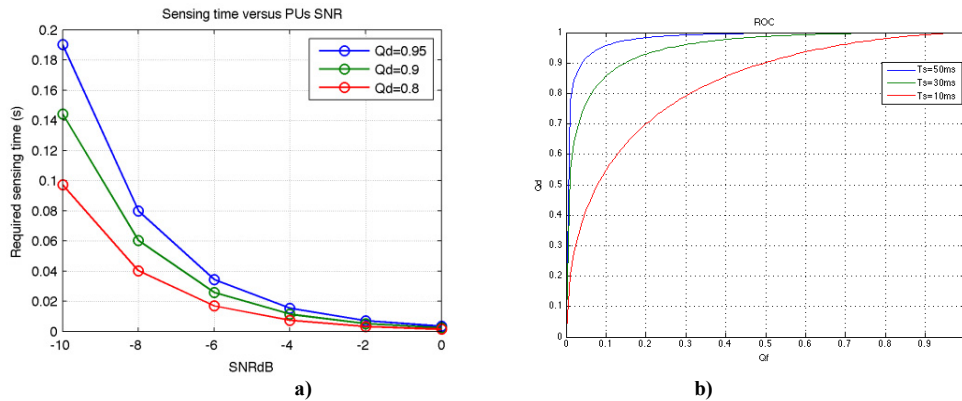 Sensing time versus PUs SNR
0.2
0.18
0.16
0.14
0.12
0.1
0.08
0.06
0.04
0.02
0
Required sensing time (s)
Qd=0.95
Qd=0.9
Qd=0.8
-10
-8
-6
-4
-2
0
SNRdB
a)
ROC
1
0.9
0.8
0.7
0.6
0.5
0.4
0.3
0.2
0.1
0
Qd
Ts=50ms
Ts=30ms
Ts=10ms
0
0.1
0.2
0.3
0.4
0.5
0.6
0.7
0.8
0.9
Qf
b)